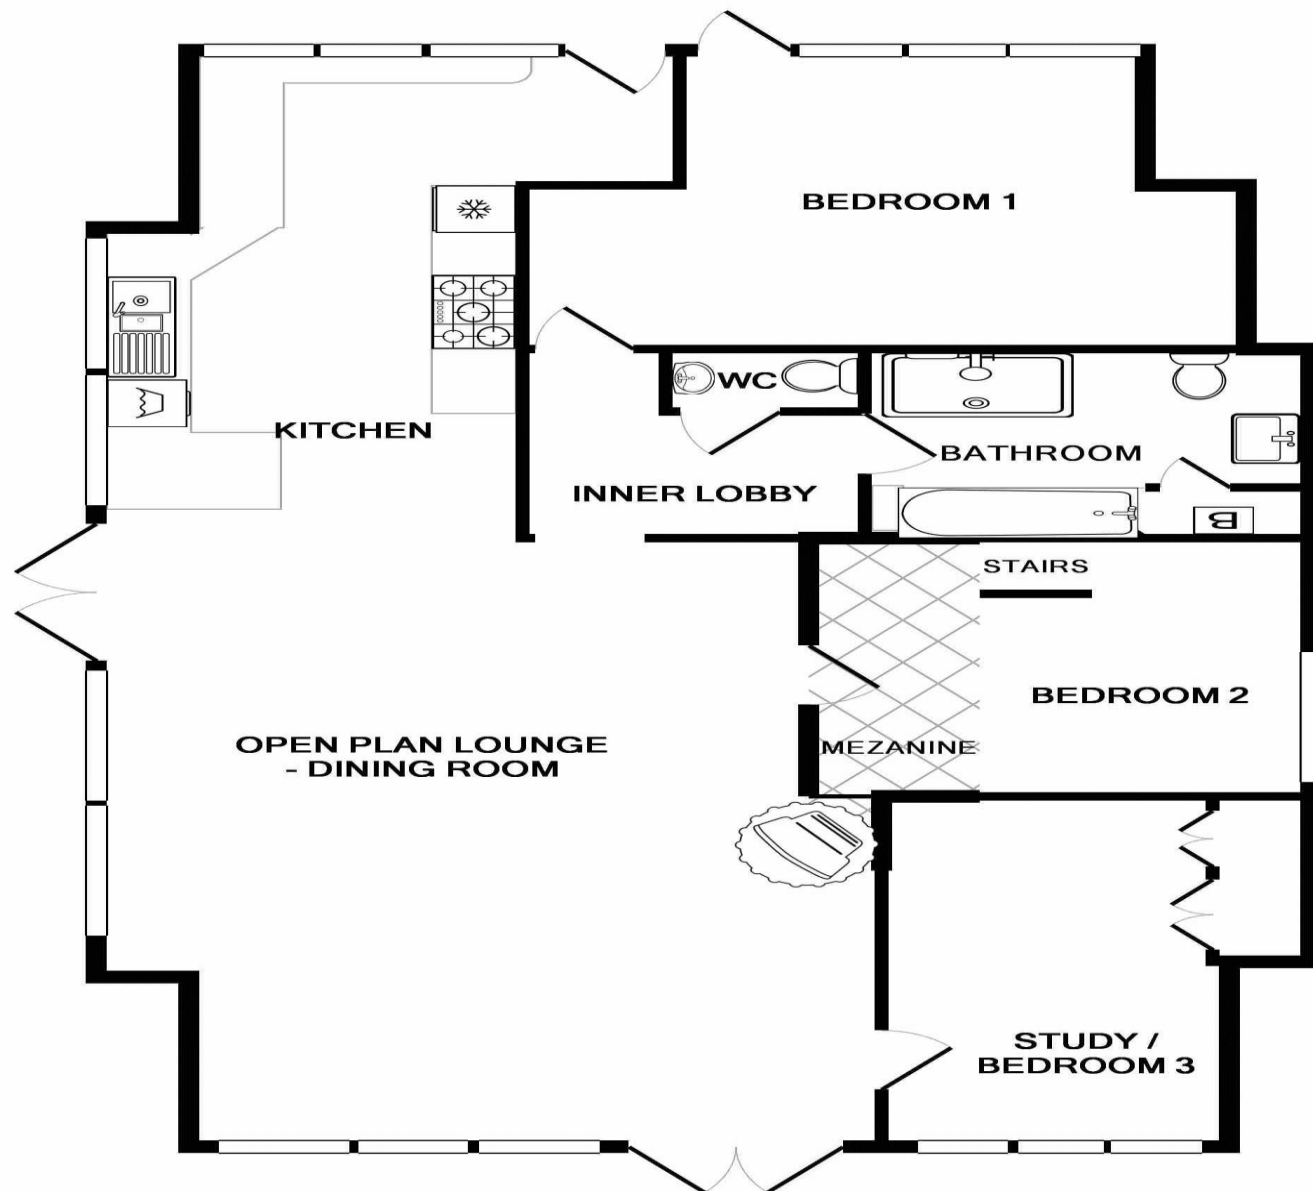 BEDROOM 1
WC
KITCHEN
BATHROOM
INNER LOBBY
B
STAIRS
BEDROOM 2
OPEN PLAN LOUNGE
- DINING ROOM
MEZANINE
STUDY /
BEDROOM 3